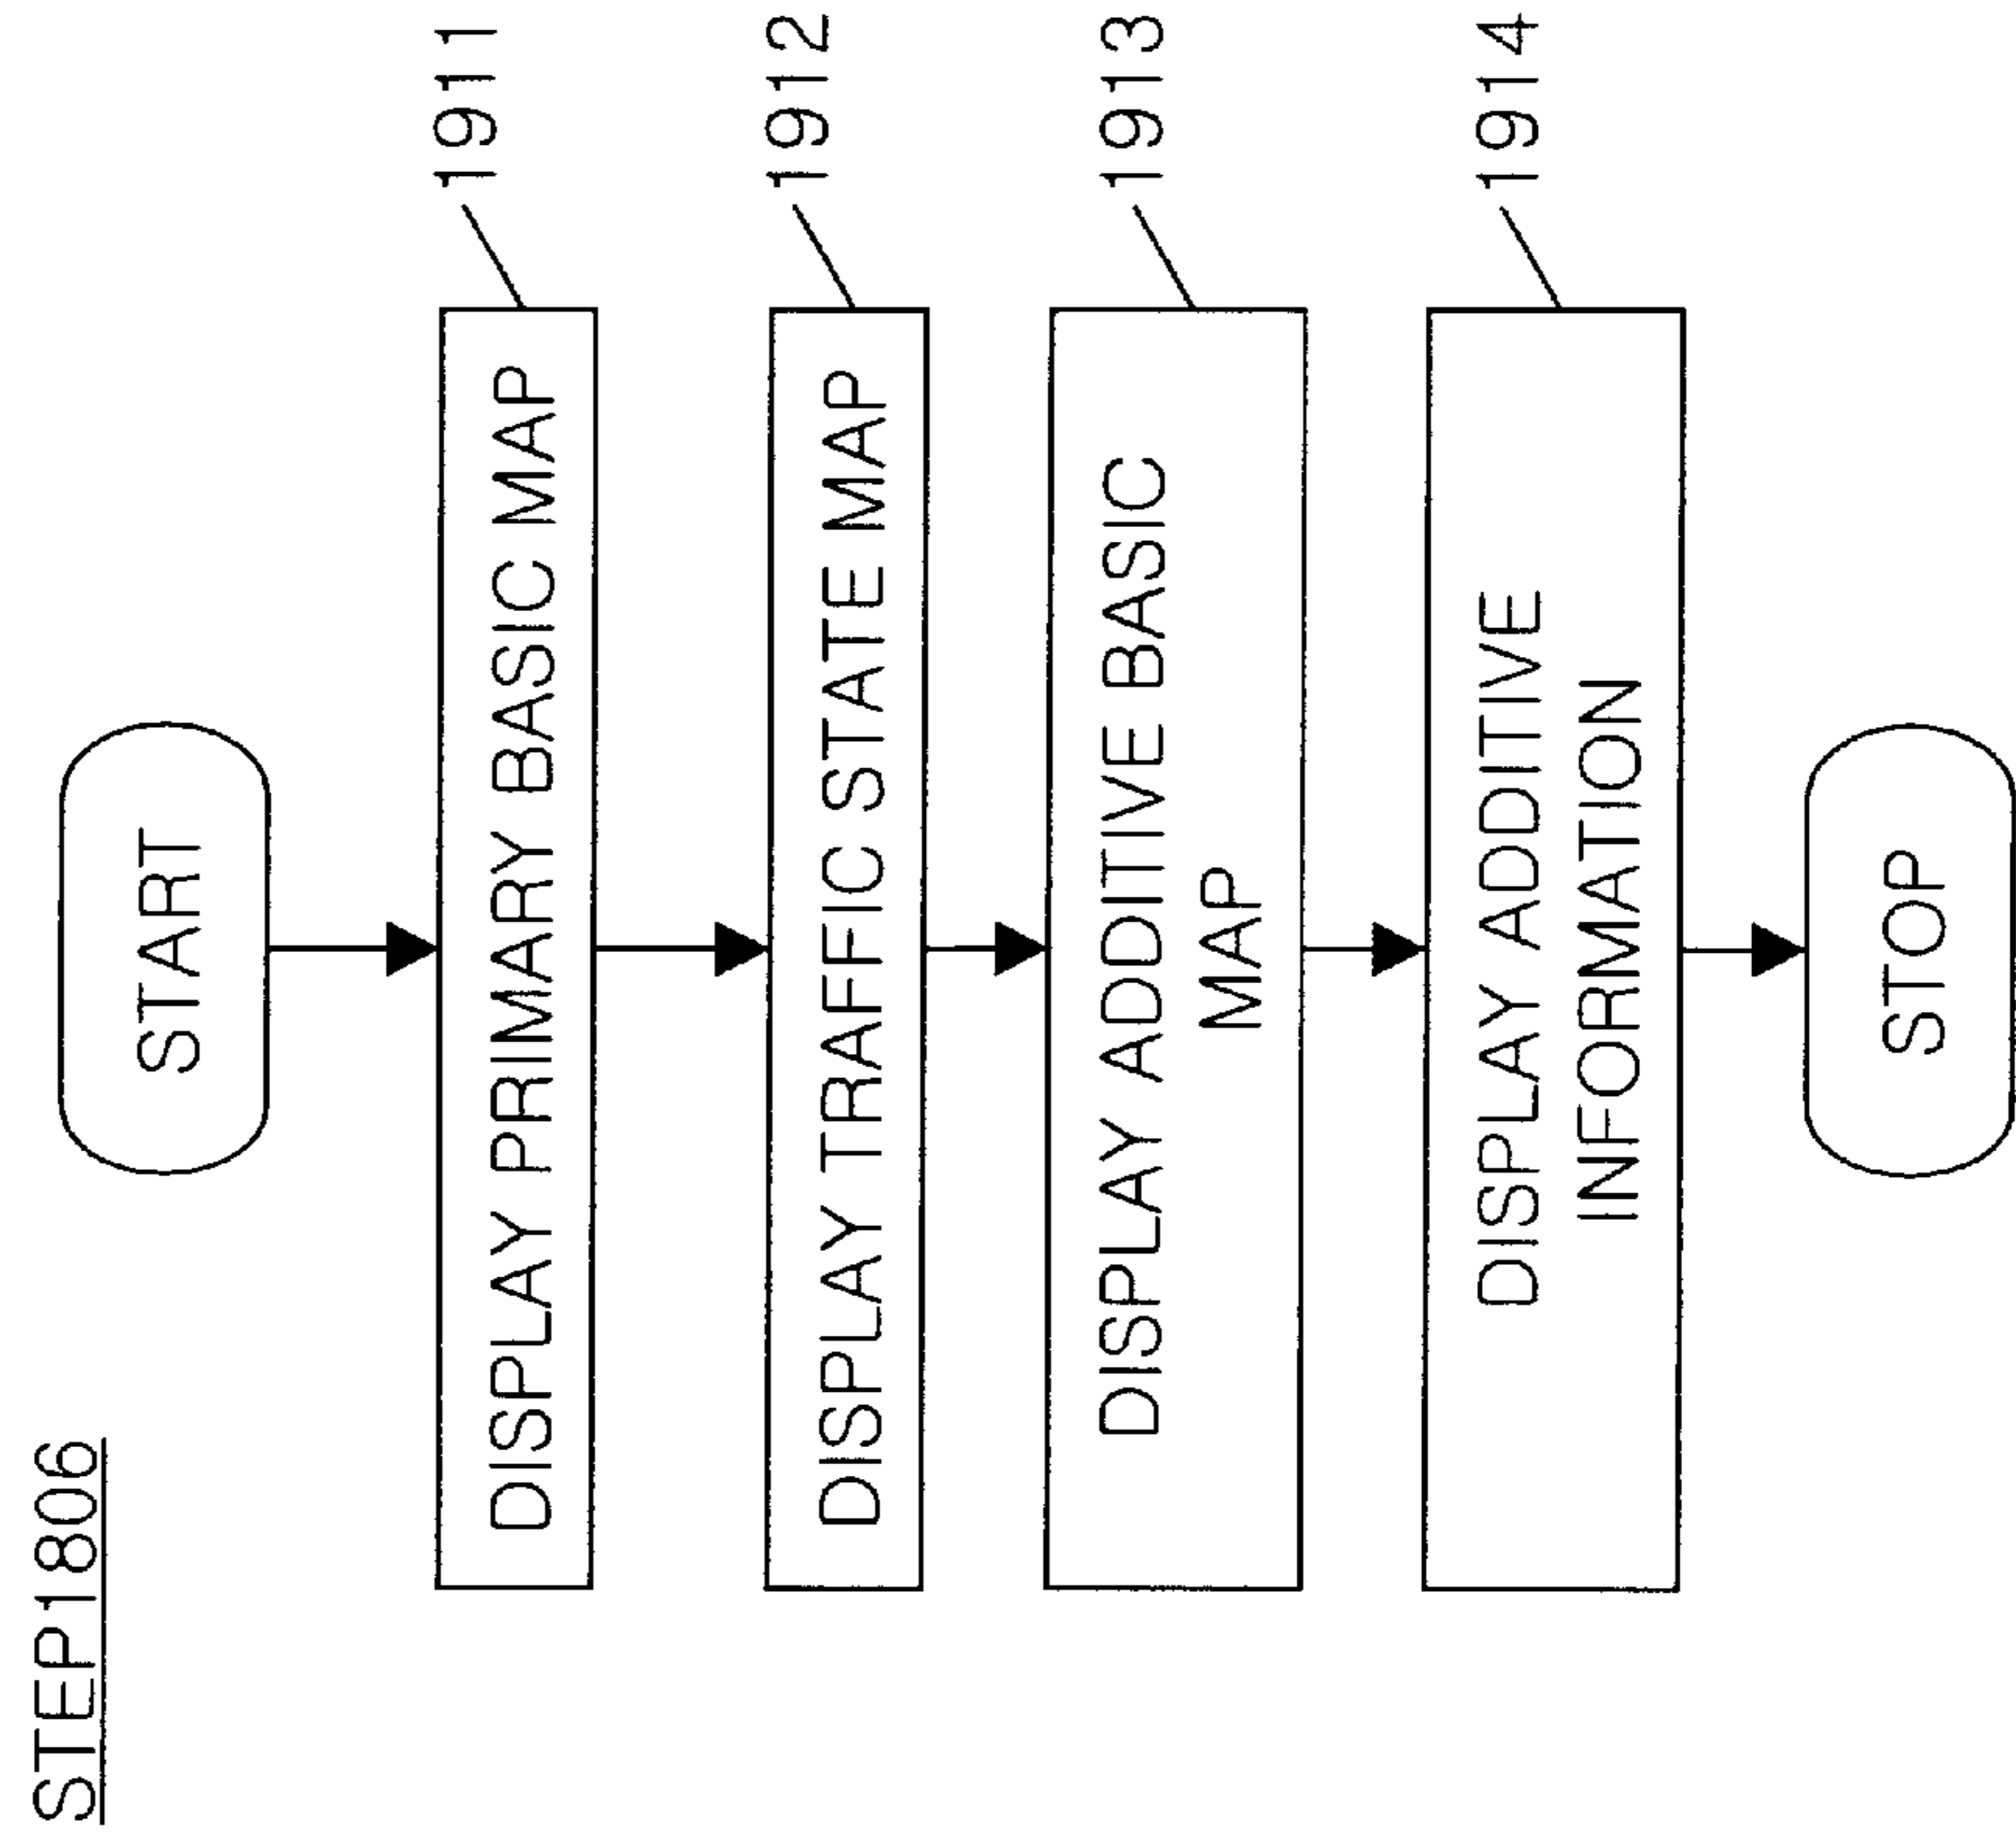 STEP1806
START
DISPLAY PRIMARY BASIC MAP
1911
DISPLAY TRAFFIC STATE MAP
1912
DISPLAY ADDITIVE BASIC
MAP
1913
DISPLAY ADDITIVE
INFORMATION
1914
STOP